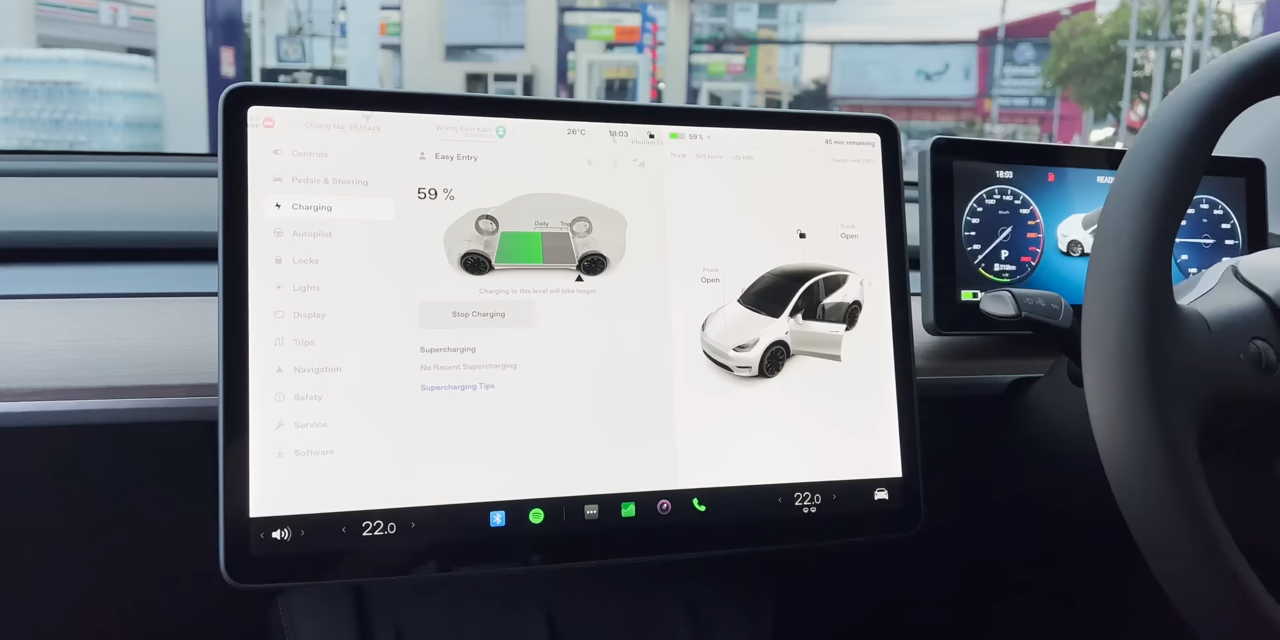 26°C
18:03
59 %
45 min remaining
Controls
Pedals & Steering
Charging
Autopilot
Locks
Lights
Display
Trips
Navigation
Safety
Service
Software
Easy Entry
59 %
Daily
Trip
Charging to this level will take longer
Stop Charging
Supercharging
No Recent Supercharging
Supercharging Tips
Trunk
Open
Frunk
Open
22.0
22.0
18:03
READY
P